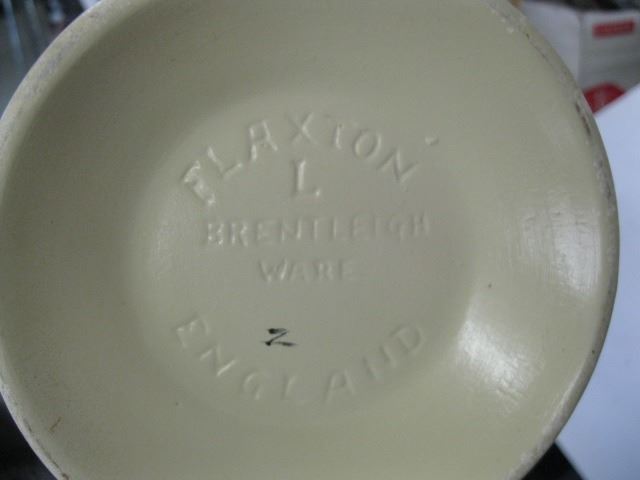 FLAXTON
L
BRENTLEIGH
WARE
2
ENGLAND